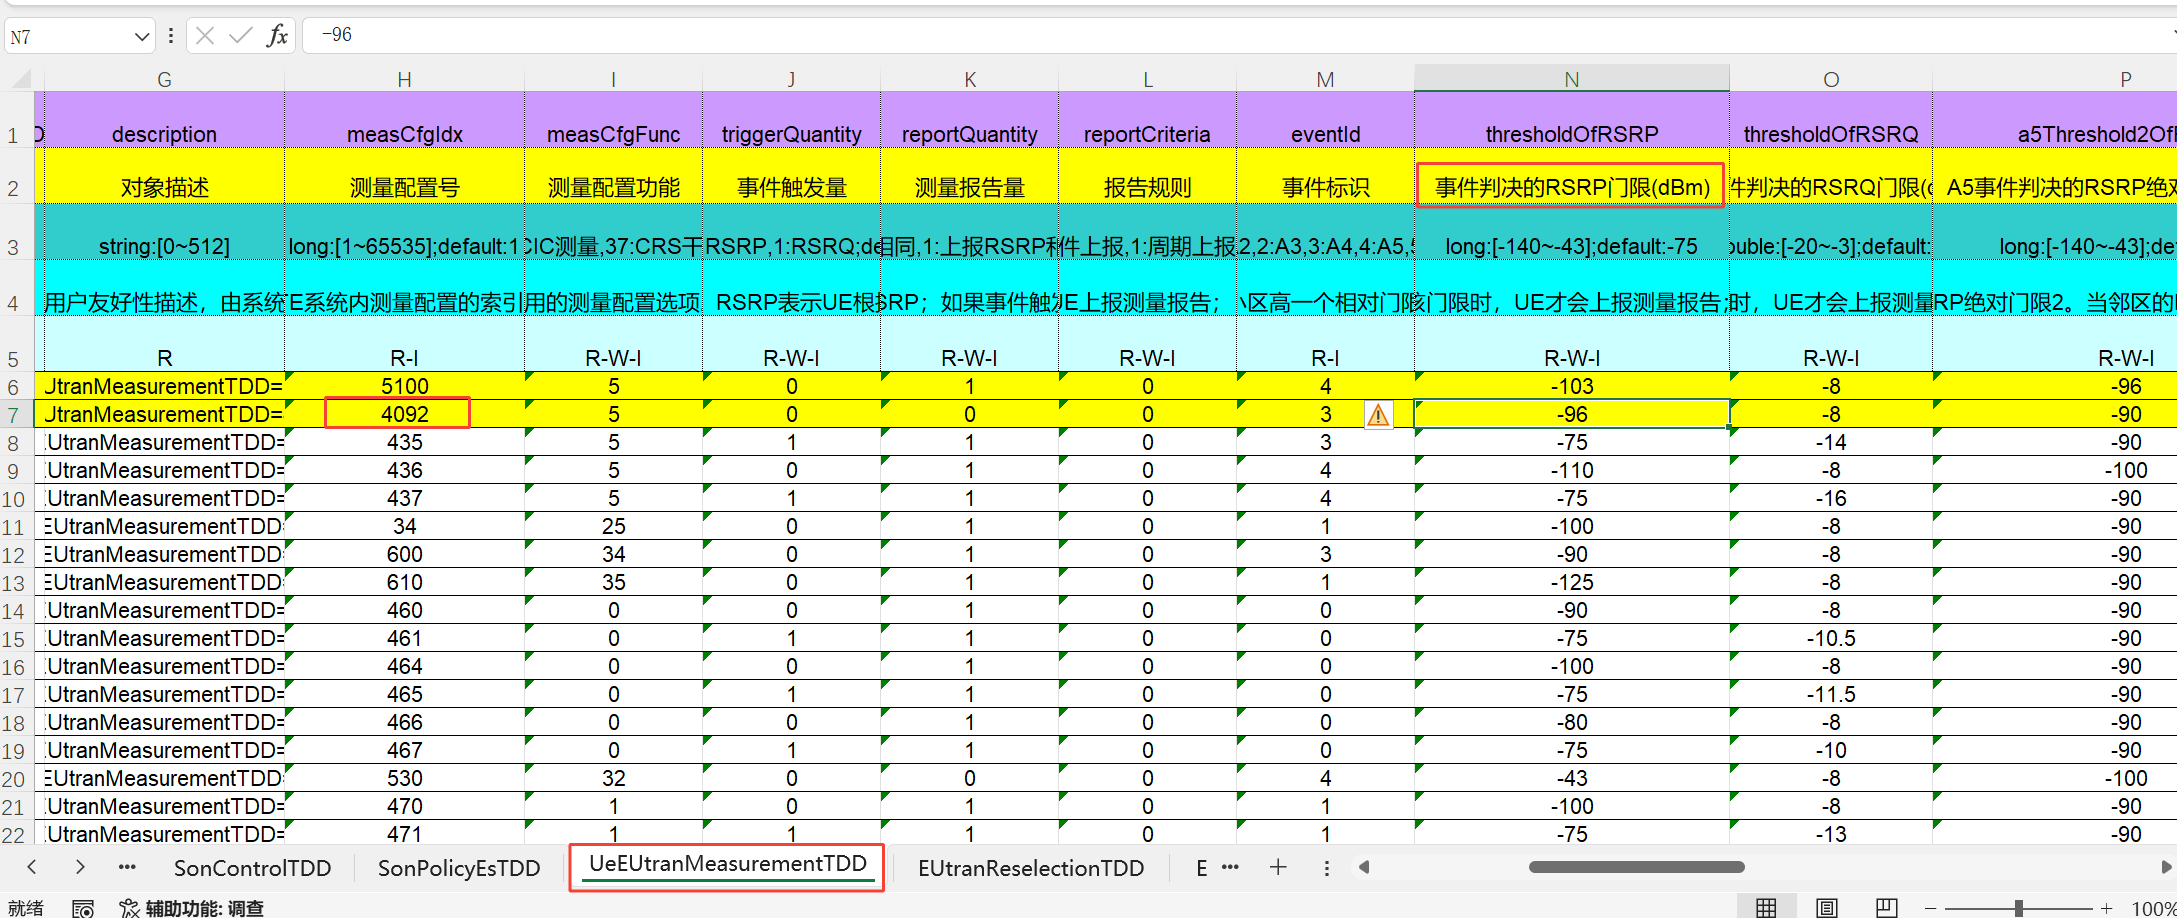 N7 fx -96
G H I J K L M N O P
1 description measCfgIdx measCfgFunc triggerQuantity reportQuantity reportCriteria eventId thresholdOfRSRP thresholdOfRSRQ a5Threshold2OfR
2 对象描述 测量配置号 测量配置功能 事件触发量 测量报告量 报告规则 事件标识 事件判决的RSRP门限(dBm) 件判决的RSRQ门限(d A5事件判决的RSRP绝对
3 string:[0~512] long:[1~65535];default:1 CIC测量,37:CRS干 RSRP,1:RSRQ;de 相同,1:上报RSRP和 件上报,1:周期上报 2,2:A3,3:A4,4:A5,5 long:[-140~-43];default:-75 ouble:[-20~-3];default: long:[-140~-43];def
4 用户友好性描述，由系统 E系统内测量配置的索引 用的测量配置选项 RSRP表示UE根 SRP；如果事件触发 UE上报测量报告； 小区高一个相对门限 该门限时，UE才会上报测量报告； 时，UE才会上报测量 RP绝对门限2。当邻区的
5 R R-I R-W-I R-W-I R-W-I R-W-I R-I R-W-I R-W-I R-W-I
6 UtranMeasurementTDD= 5100 5 0 1 0 4 -103 -8 -96
7 UtranMeasurementTDD= 4092 5 0 0 0 3 -96 -8 -90
8 EUtranMeasurementTDD= 435 5 1 1 0 3 -75 -14 -90
9 EUtranMeasurementTDD= 436 5 0 1 0 4 -110 -8 -100
10 EUtranMeasurementTDD= 437 5 1 1 0 4 -75 -16 -90
11 EUtranMeasurementTDD= 34 25 0 1 0 1 -100 -8 -90
12 EUtranMeasurementTDD= 600 34 0 1 0 3 -90 -8 -90
13 EUtranMeasurementTDD= 610 35 0 1 0 1 -125 -8 -90
14 EUtranMeasurementTDD= 460 0 0 1 0 0 -90 -8 -90
15 EUtranMeasurementTDD= 461 0 1 1 0 0 -75 -10.5 -90
16 EUtranMeasurementTDD= 464 0 0 1 0 0 -100 -8 -90
17 EUtranMeasurementTDD= 465 0 1 1 0 0 -75 -11.5 -90
18 EUtranMeasurementTDD= 466 0 0 1 0 0 -80 -8 -90
19 EUtranMeasurementTDD= 467 0 1 1 0 0 -75 -10 -90
20 EUtranMeasurementTDD= 530 32 0 0 0 4 -43 -8 -100
21 EUtranMeasurementTDD= 470 1 0 1 0 1 -100 -8 -90
22 EUtranMeasurementTDD= 471 1 1 1 0 1 -75 -13 -90
SonControlTDD SonPolicyEsTDD UeEUtranMeasurementTDD EUtranReselectionTDD E
就绪 辅助功能: 调查 100%